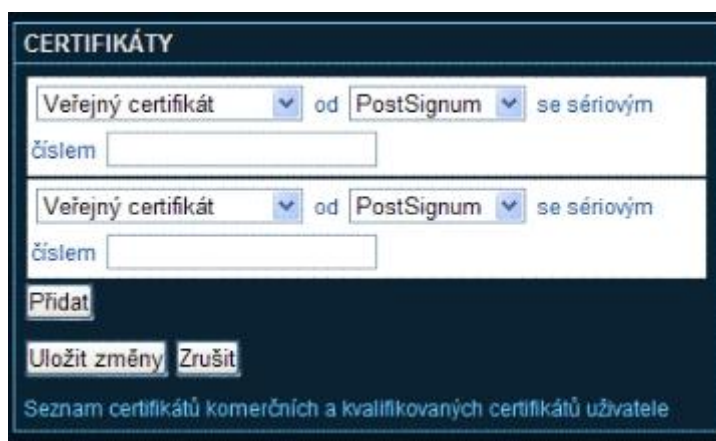 CERTIFIKÁTY
Veřejný certifikát od PostSignum se sériovým
číslem
Veřejný certifikát od PostSignum se sériovým
číslem
Přidat
Uložit změny Zrušit
Seznam certifikátů komerčních a kvalifikovaných certifikátů uživatele